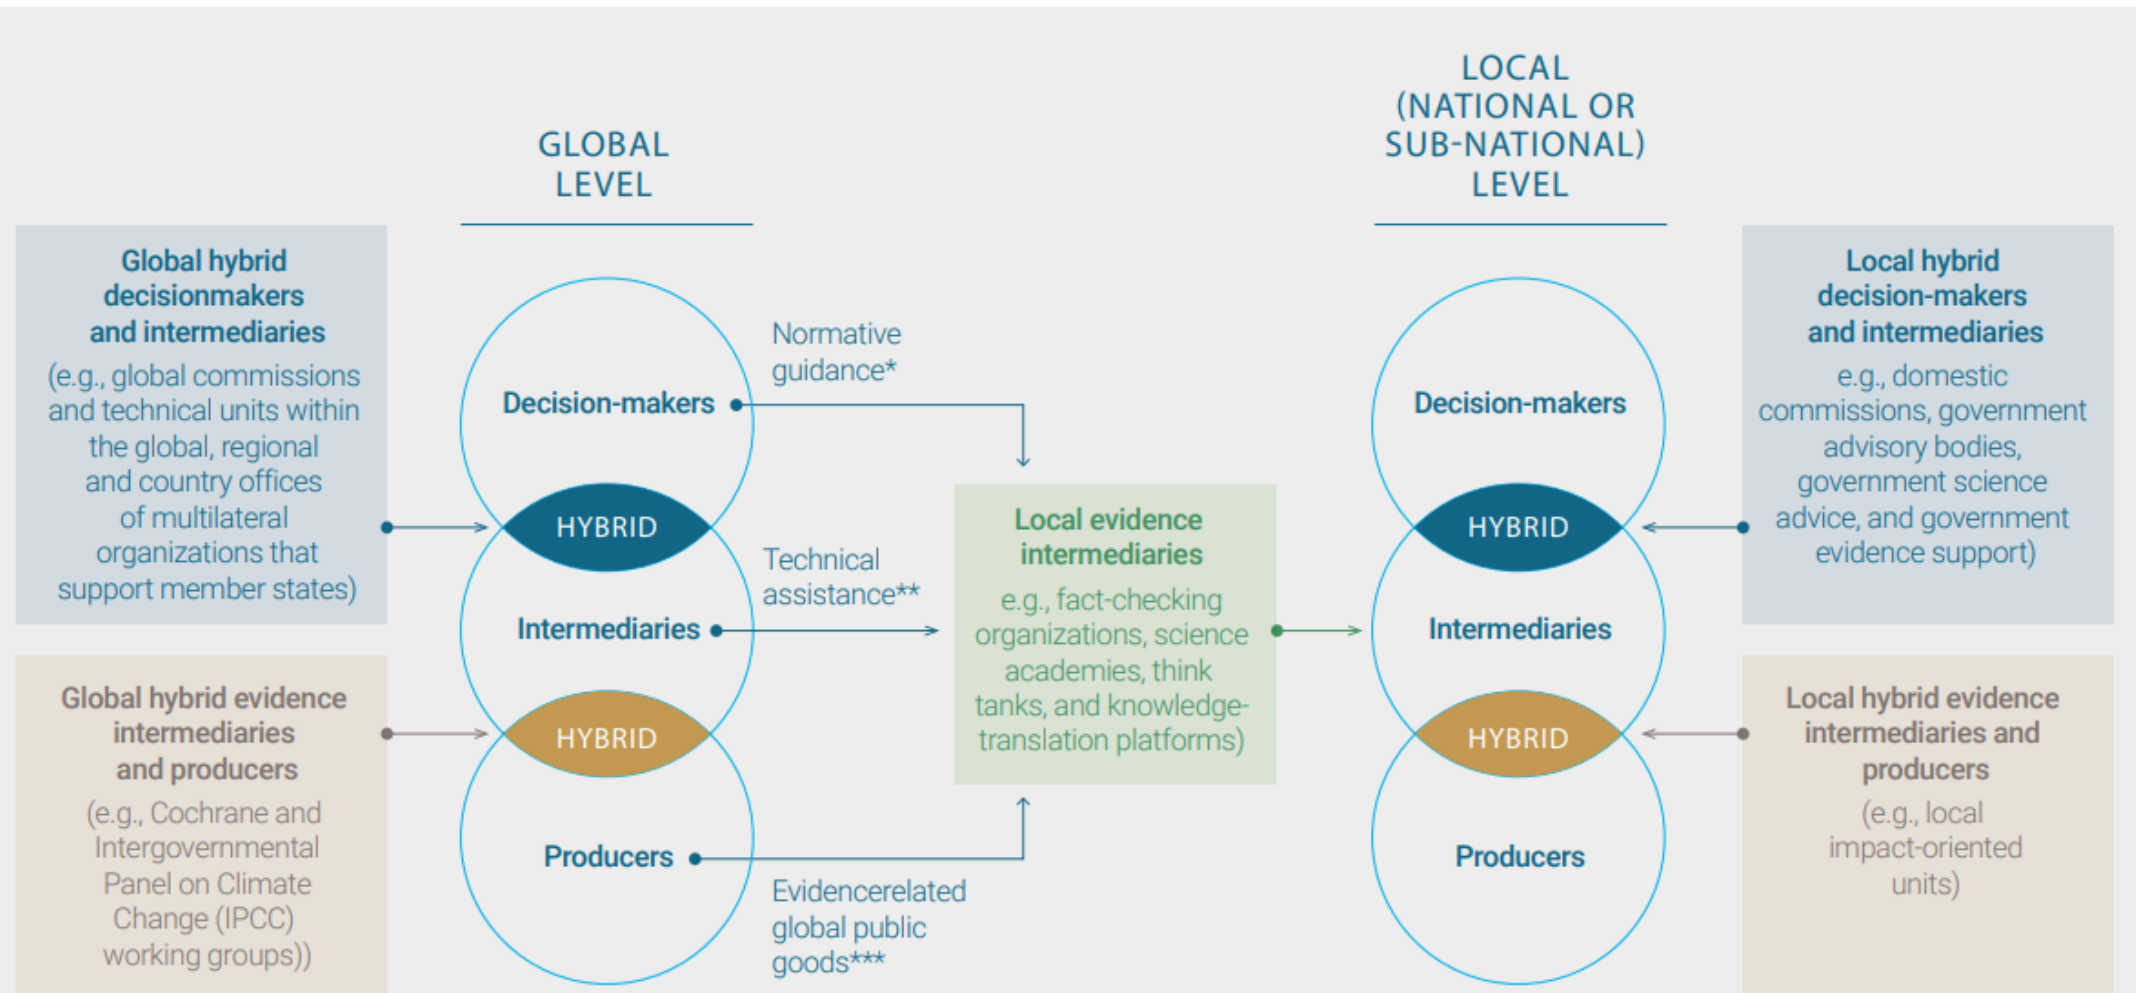 GLOBAL
LEVEL
LOCAL
(NATIONAL OR
SUB-NATIONAL)
LEVEL
Global hybrid
decisionmakers
and intermediaries
(e.g., global commissions
and technical units within
the global, regional
and country offices
of multilateral
organizations that
support member states)
Global hybrid evidence
intermediaries
and producers
(e.g., Cochrane and
Intergovernmental
Panel on Climate
Change (IPCC)
working groups))
Decision-makers
HYBRID
Intermediaries
HYBRID
Producers
Normative
guidance*
Technical
assistance**
Evidencerelated
global public
goods***
Local evidence
intermediaries
e.g., fact-checking
organizations, science
academies, think
tanks, and knowledge-
translation platforms)
Decision-makers
HYBRID
Intermediaries
HYBRID
Producers
Local hybrid
decision-makers
and intermediaries
e.g., domestic
commissions, government
advisory bodies,
government science
advice, and government
evidence support)
Local hybrid evidence
intermediaries and
producers
(e.g., local
impact-oriented
units)